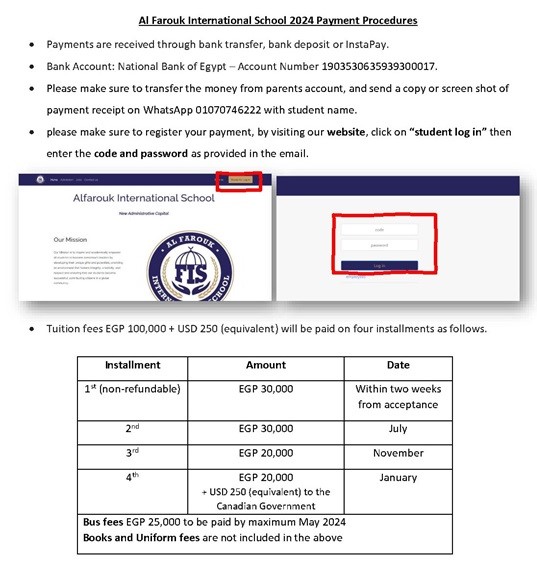 Al Farouk International School 2024 Payment Procedures
• Payments are received through bank transfer, bank deposit or InstaPay.
• Bank Account: National Bank of Egypt – Account Number 1903530635939300017.
• Please make sure to transfer the money from parents account, and send a copy or screen shot of
payment receipt on WhatsApp 01070746222 with student name.
• please make sure to register your payment, by visiting our website, click on “student log in” then
enter the code and password as provided in the email.
Alfarouk International School
New Administrative Capital
Our Mission
AL FAROUK
FIS
INTERNATIONAL SCHOOL
code
password
Log in
• Tuition fees EGP 100,000 + USD 250 (equivalent) will be paid on four installments as follows.
Installment Amount Date
1st (non-refundable) EGP 30,000 Within two weeks
from acceptance
2nd EGP 30,000 July
3rd EGP 20,000 November
4th EGP 20,000 January
+ USD 250 (equivalent) to the
Canadian Government
Bus fees EGP 25,000 to be paid by maximum May 2024
Books and Uniform fees are not included in the above